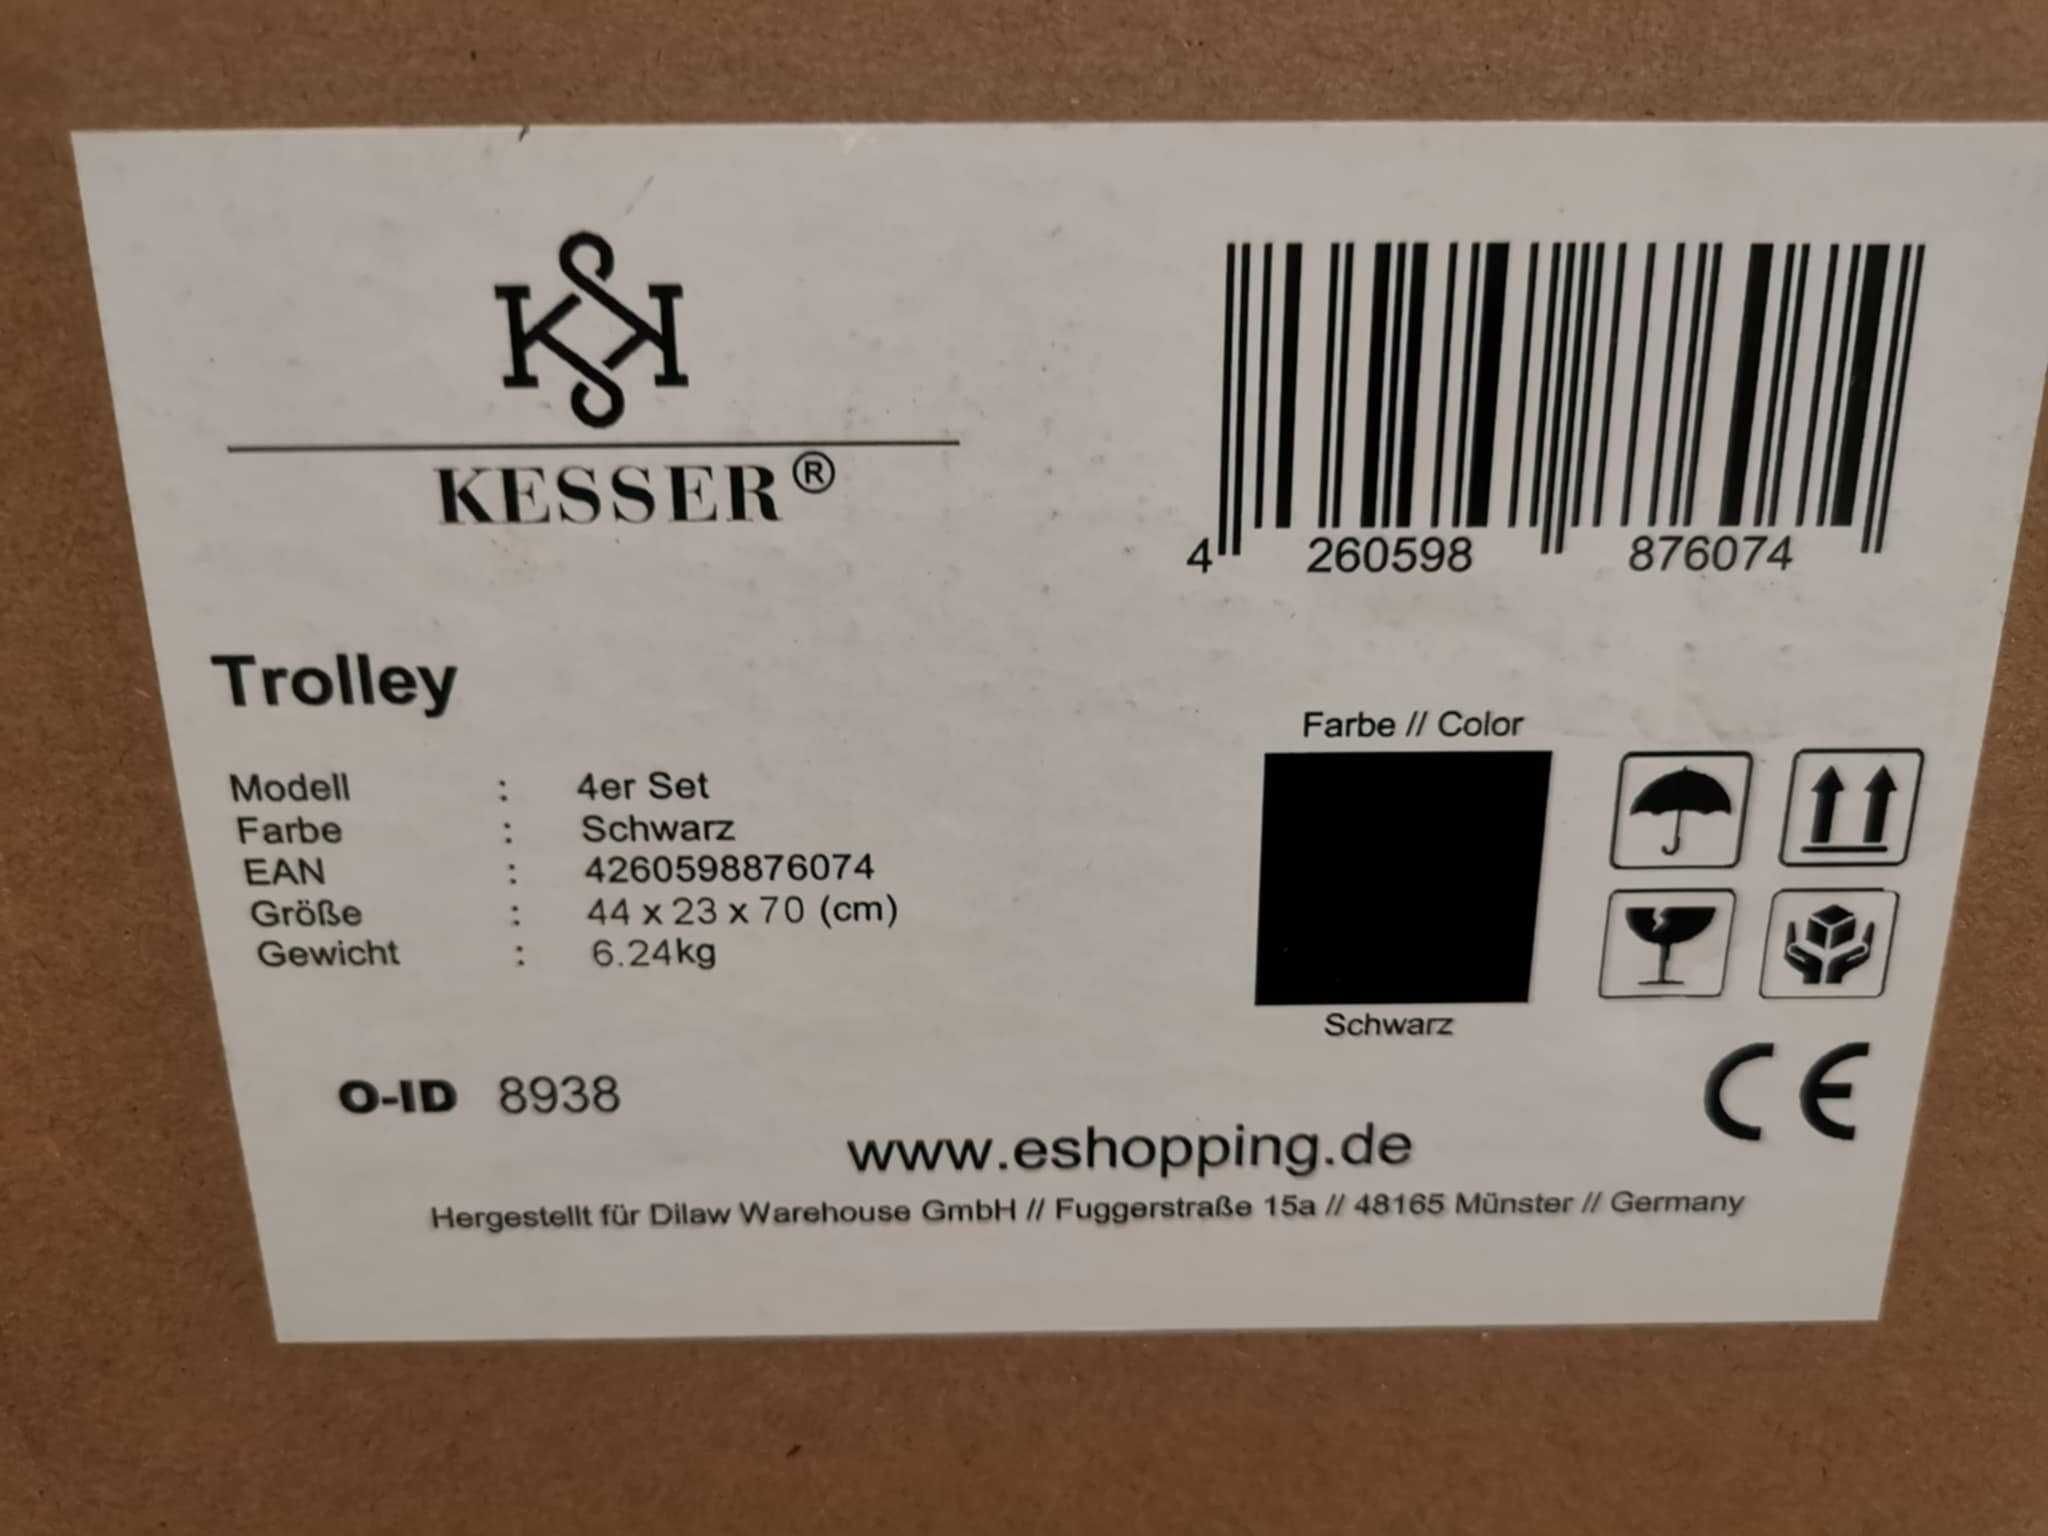 KESSER®
4 260598 876074
Trolley
Modell : 4er Set
Farbe : Schwarz
EAN : 4260598876074
Größe : 44 x 23 x 70 (cm)
Gewicht : 6.24kg
Farbe // Color
Schwarz
O-ID 8938
CE
www.eshopping.de
Hergestellt für Dilaw Warehouse GmbH // Fuggerstraße 15a // 48165 Münster // Germany